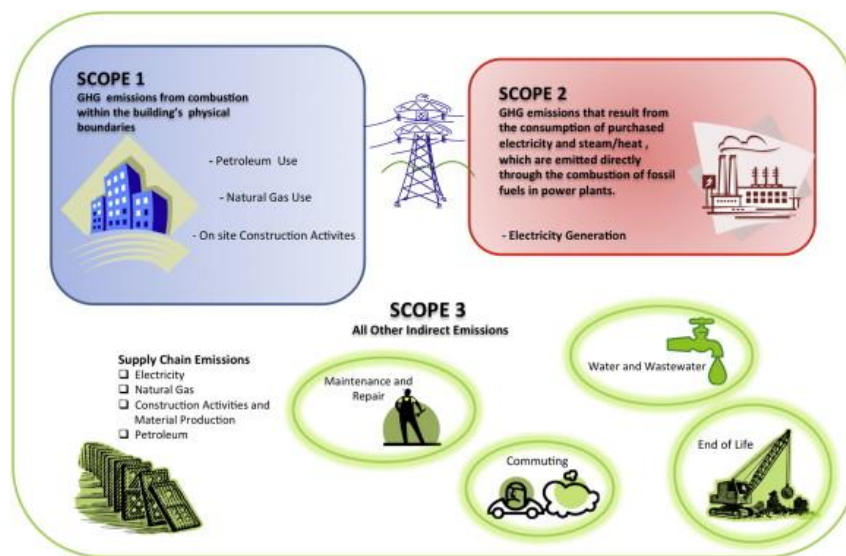 SCOPE 1
GHG emissions from combustion
within the building's physical
boundaries
- Petroleum Use
- Natural Gas Use
- On site Construction Activites
SCOPE 2
GHG emissions that result from
the consumption of purchased
electricity and steam/heat ,
which are emitted directly
through the combustion of fossil
fuels in power plants.
- Electricity Generation
SCOPE 3
All Other Indirect Emissions
Supply Chain Emissions
❑ Electricity
❑ Natural Gas
❑ Construction Activities and
Material Production
❑ Petroleum
Maintenance and
Repair
Water and Wastewater
Commuting
End of Life